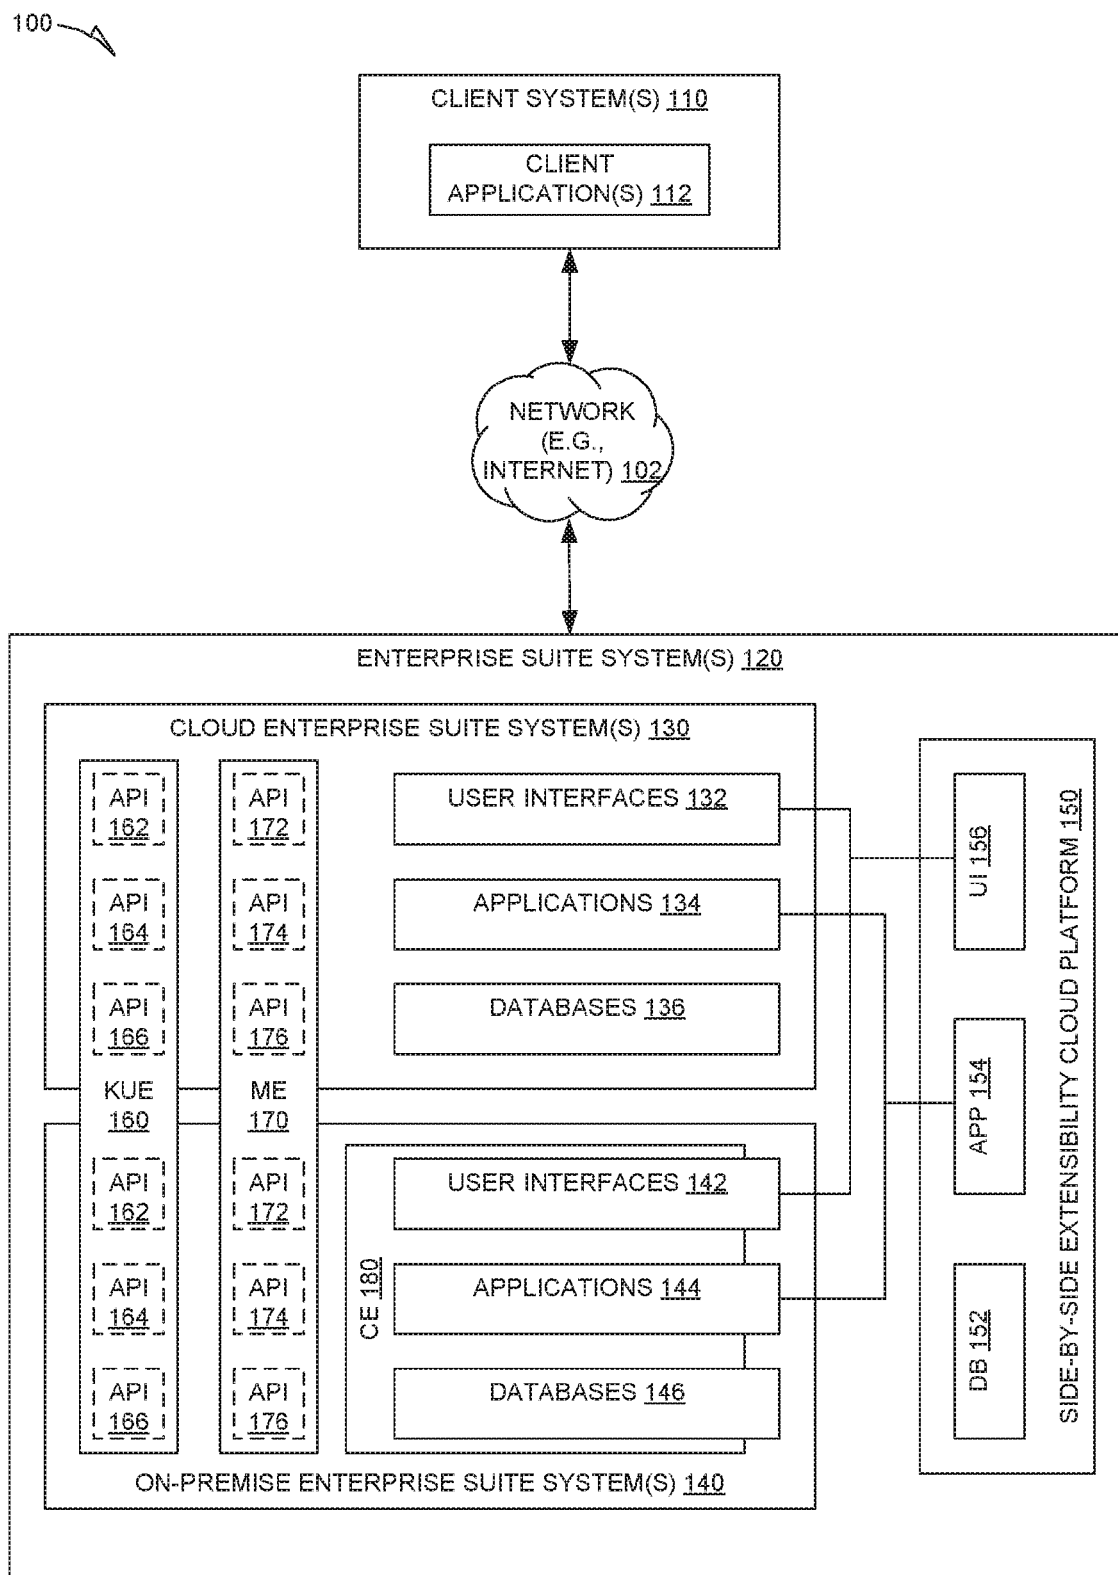 100
CLIENT SYSTEM(S) 110
CLIENT
APPLICATION(S) 112
NETWORK
(E.G.,
INTERNET) 102
ENTERPRISE SUITE SYSTEM(S) 120
CLOUD ENTERPRISE SUITE SYSTEM(S) 130
API
162
API
172
USER INTERFACES 132
API
164
API
174
APPLICATIONS 134
API
166
API
176
DATABASES 136
KUE
160
ME
170
API
162
API
172
API
164
API
174
API
166
API
176
CE 180
USER INTERFACES 142
APPLICATIONS 144
DATABASES 146
ON-PREMISE ENTERPRISE SUITE SYSTEM(S) 140
UI 156
APP 154
DB 152
SIDE-BY-SIDE EXTENSIBILITY CLOUD PLATFORM 150